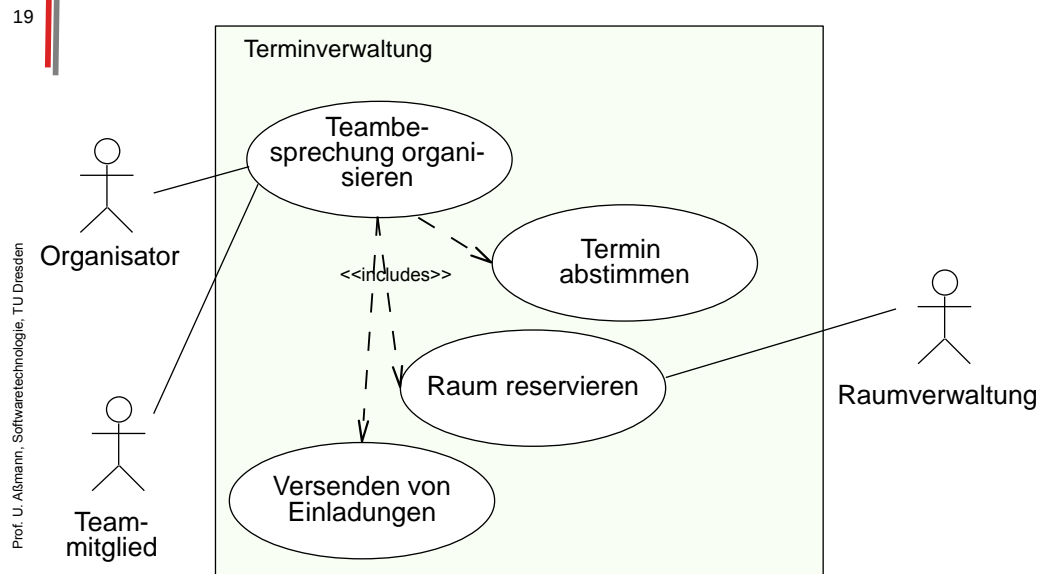 19
Terminverwaltung
Teambe-
sprechung organi-
sieren
Organisator
Termin
abstimmen
<<includes>>
Raum reservieren
Raumverwaltung
Versenden von
Einladungen
Team-
mitglied
Prof. U. Aßmann, Softwaretechnologie, TU Dresden